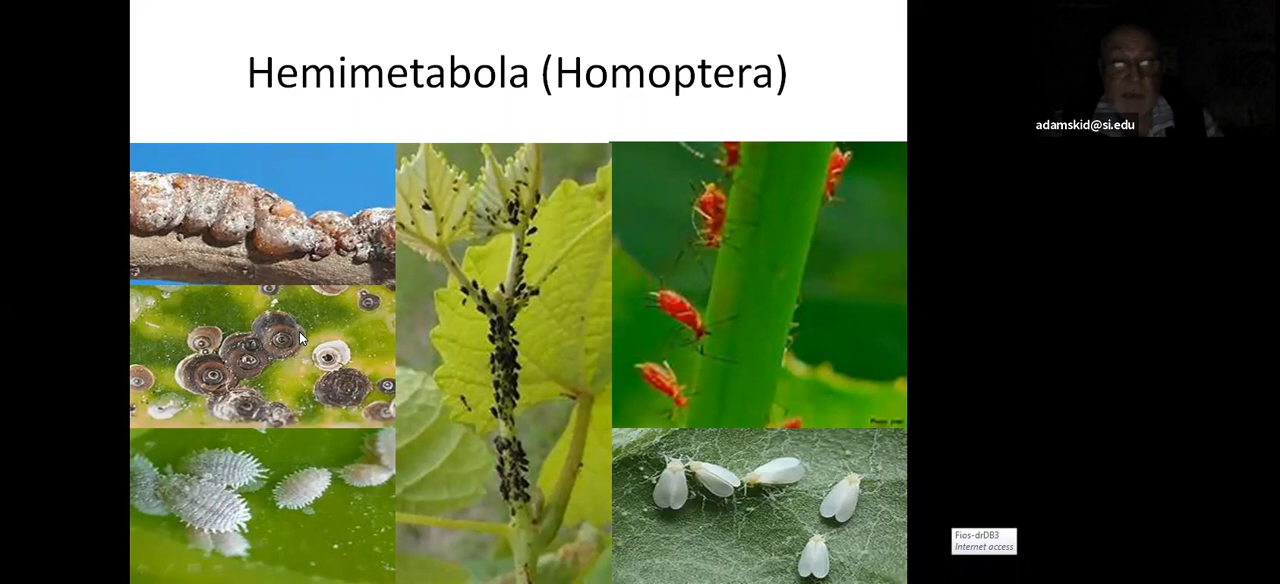 Hemimetabola (Homoptera)
adamskid@si.edu
Fios-drDB3
Internet access